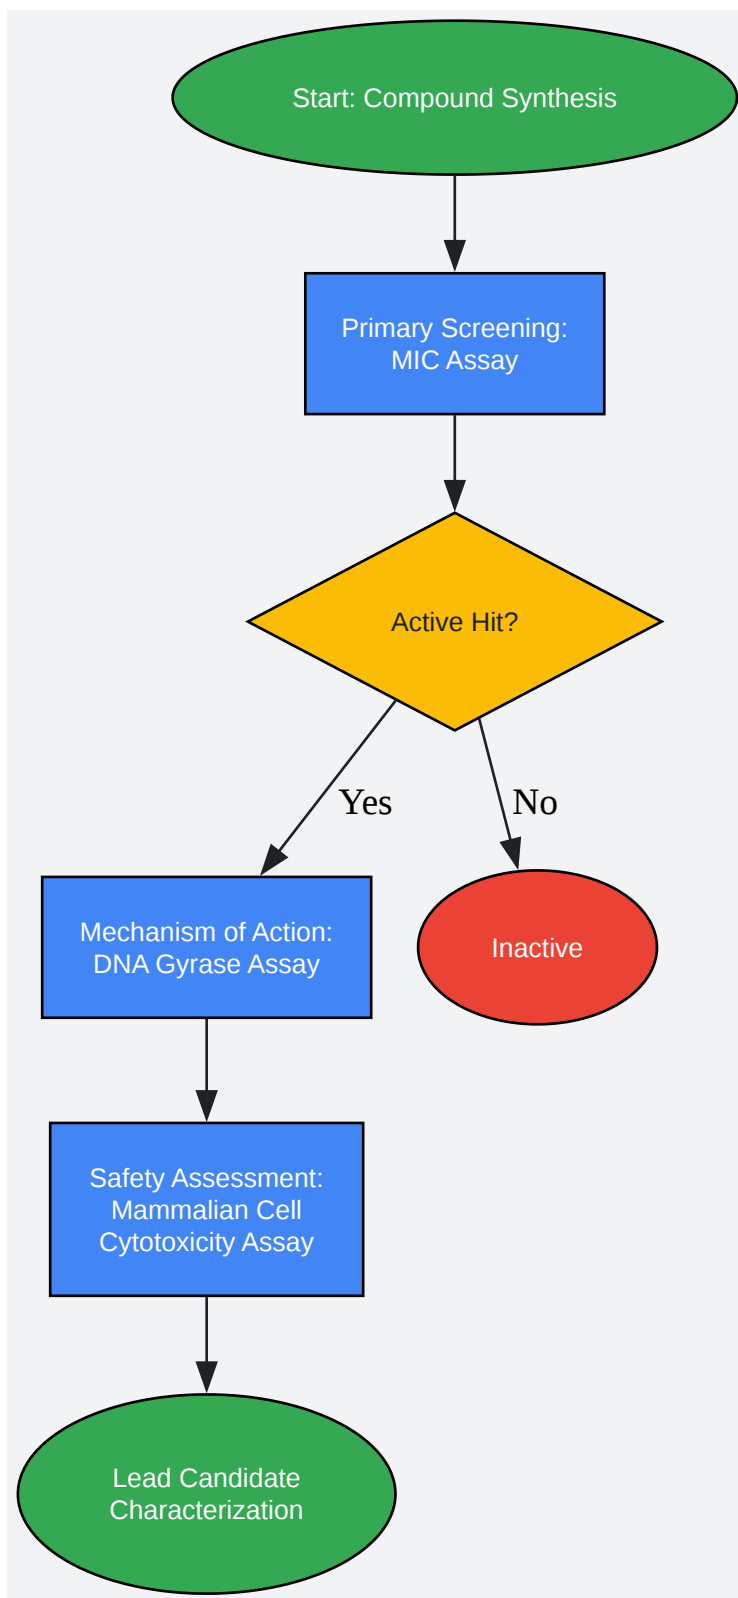 Start: Compound Synthesis
Primary Screening:
MIC Assay
Active Hit?
Yes
No
Mechanism of Action:
DNA Gyrase Assay
Inactive
Safety Assessment:
Mammalian Cell
Cytotoxicity Assay
Lead Candidate
Characterization